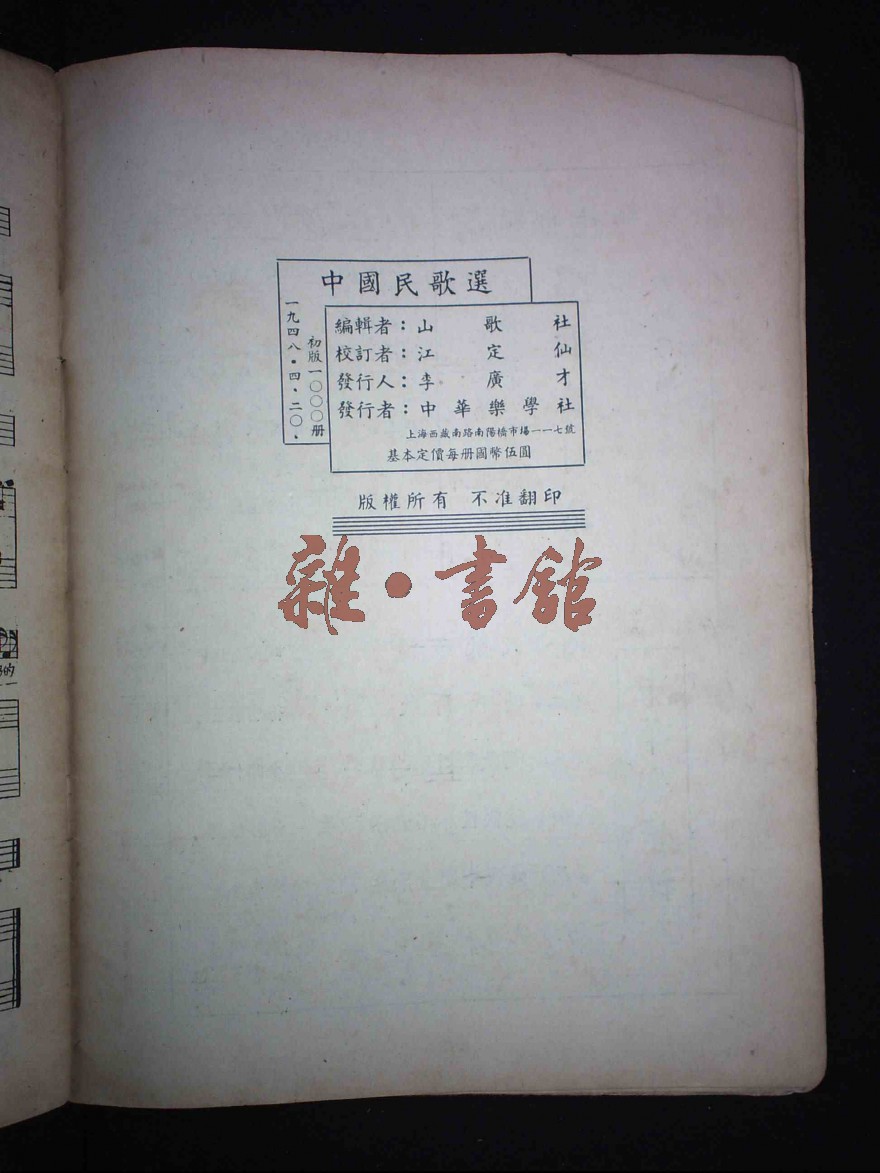 中國民歌選
一九四八·四·二〇·
初版一〇〇〇册
編輯者：山歌社
校訂者：江定仙
發行人：李廣才
發行者：中華樂學社
上海西藏南路南陽橋市場一一七號
基本定價每册國幣伍圓
版權所有 不准翻印
雜·書館
的